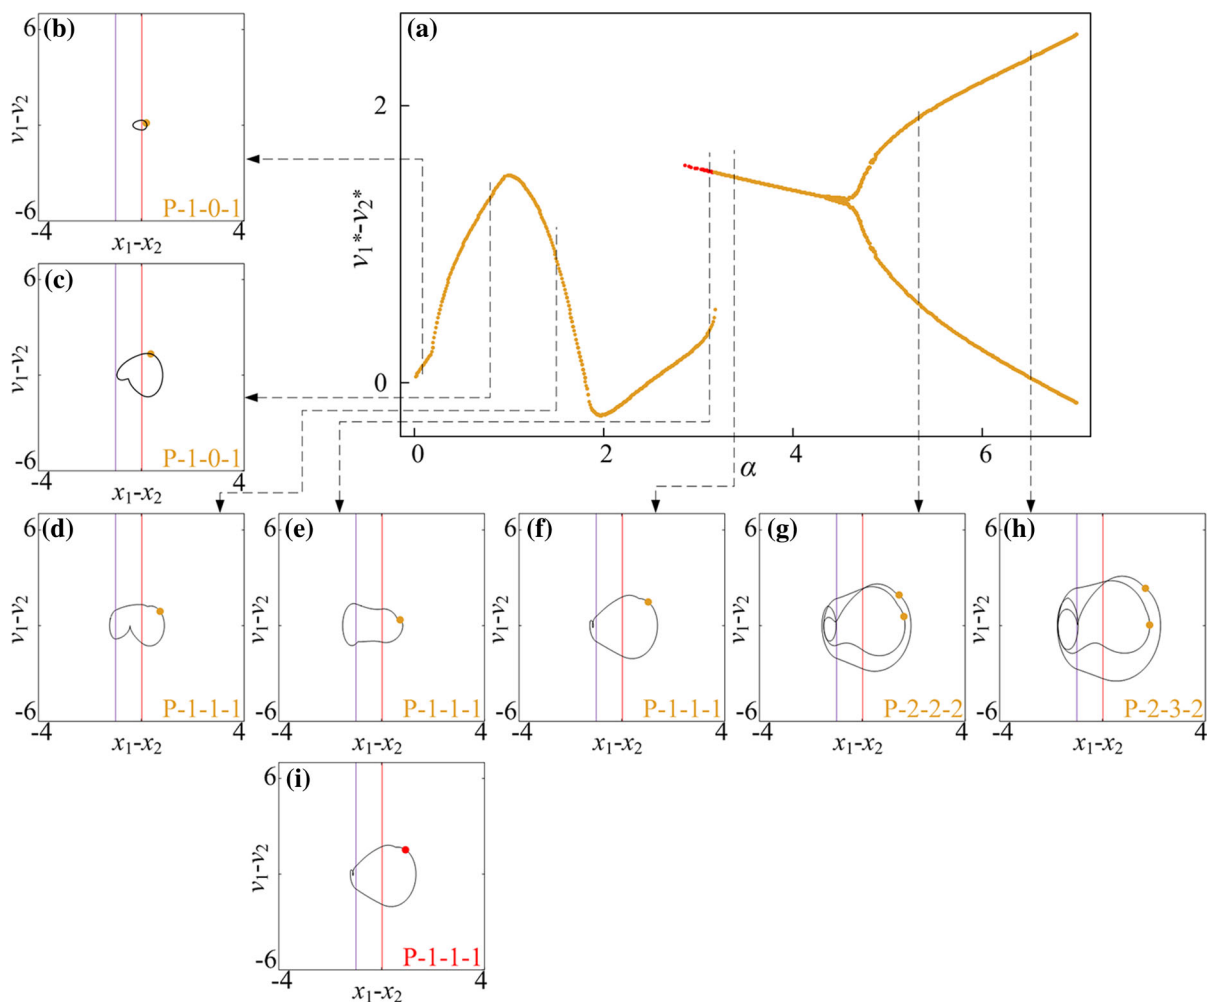 (b)
6
v1-v2
-6
P-1-0-1
-4
x1-x2
4
(a)
2
v1*-v2*
0
0
2
4
6
α
(c)
6
v1-v2
-6
P-1-0-1
-4
x1-x2
4
(d)
6
v1-v2
-6
P-1-1-1
-4
x1-x2
4
(e)
6
v1-v2
-6
P-1-1-1
-4
x1-x2
4
(f)
6
v1-v2
-6
P-1-1-1
-4
x1-x2
4
(g)
6
v1-v2
-6
P-2-2-2
-4
x1-x2
4
(h)
6
v1-v2
-6
P-2-3-2
-4
x1-x2
4
(i)
6
v1-v2
-6
P-1-1-1
-4
x1-x2
4